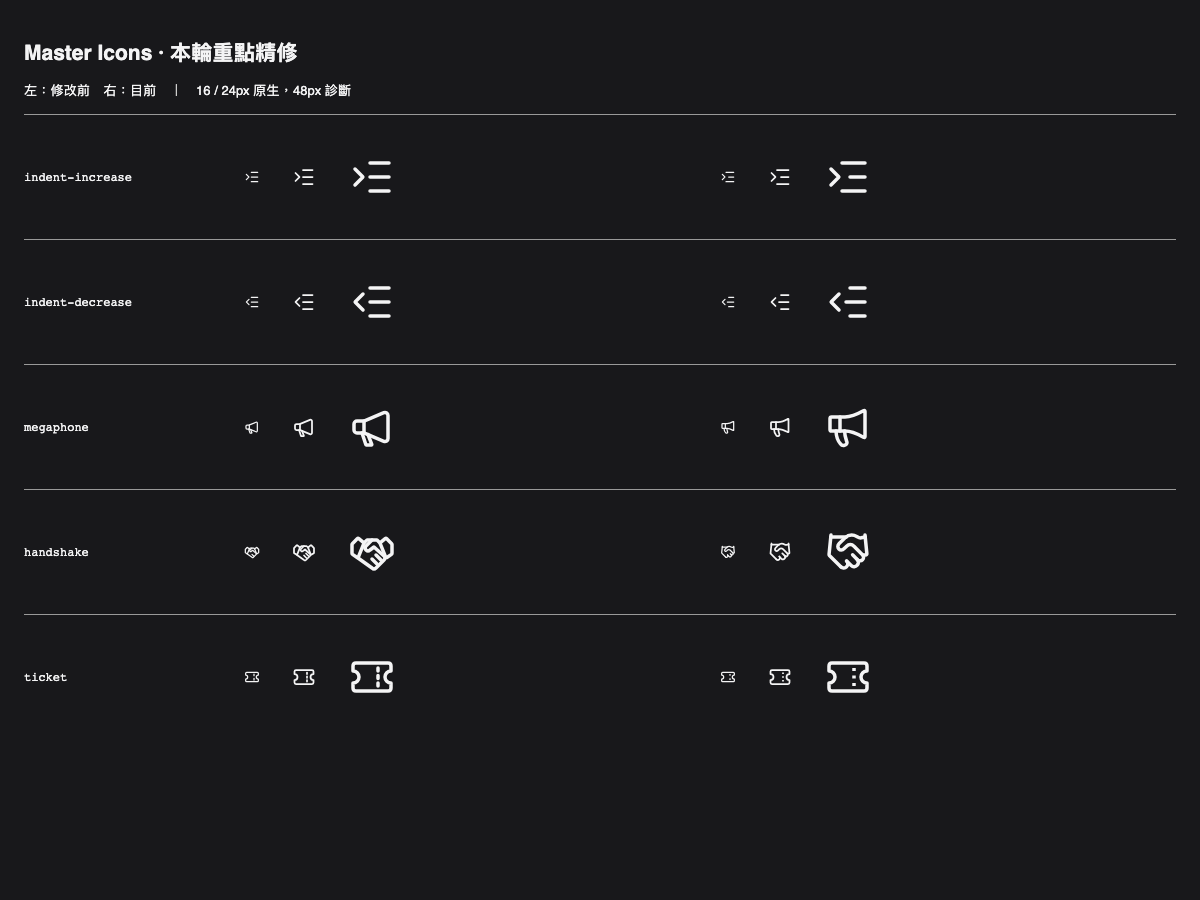 Master Icons · 本輪重點精修
左：修改前　右：目前　｜　16 / 24px 原生，48px 診斷
indent-increase
indent-decrease
megaphone
handshake
ticket